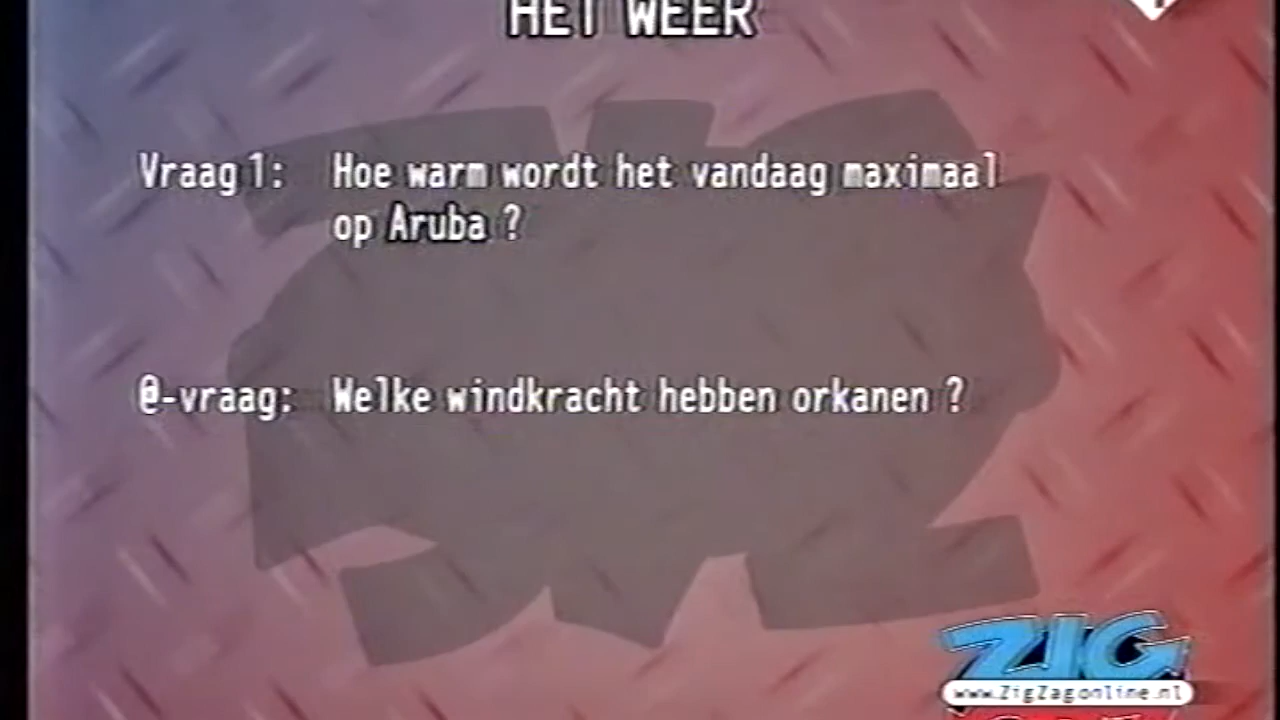 HET WEER
Vraag 1: Hoe warm wordt het vandaag maximaal
op Aruba ?
@-vraag: Welke windkracht hebben orkanen ?
ZIG
www.ZigZagonline.nl